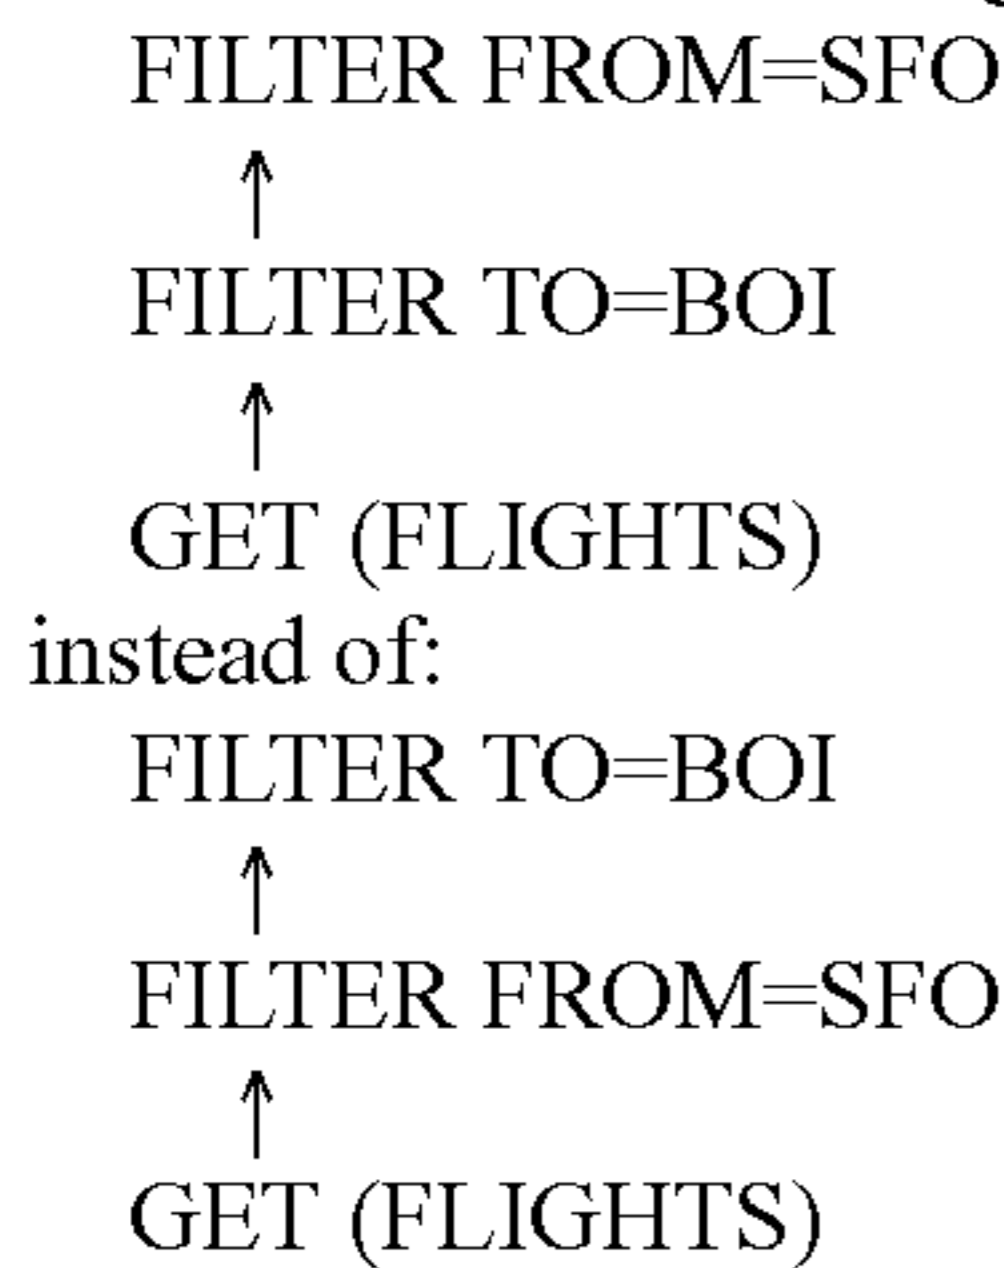 FILTER FROM=SFO
↑
FILTER TO=BOI
↑
GET (FLIGHTS)
instead of:
FILTER TO=BOI
↑
FILTER FROM=SFO
↑
GET (FLIGHTS)